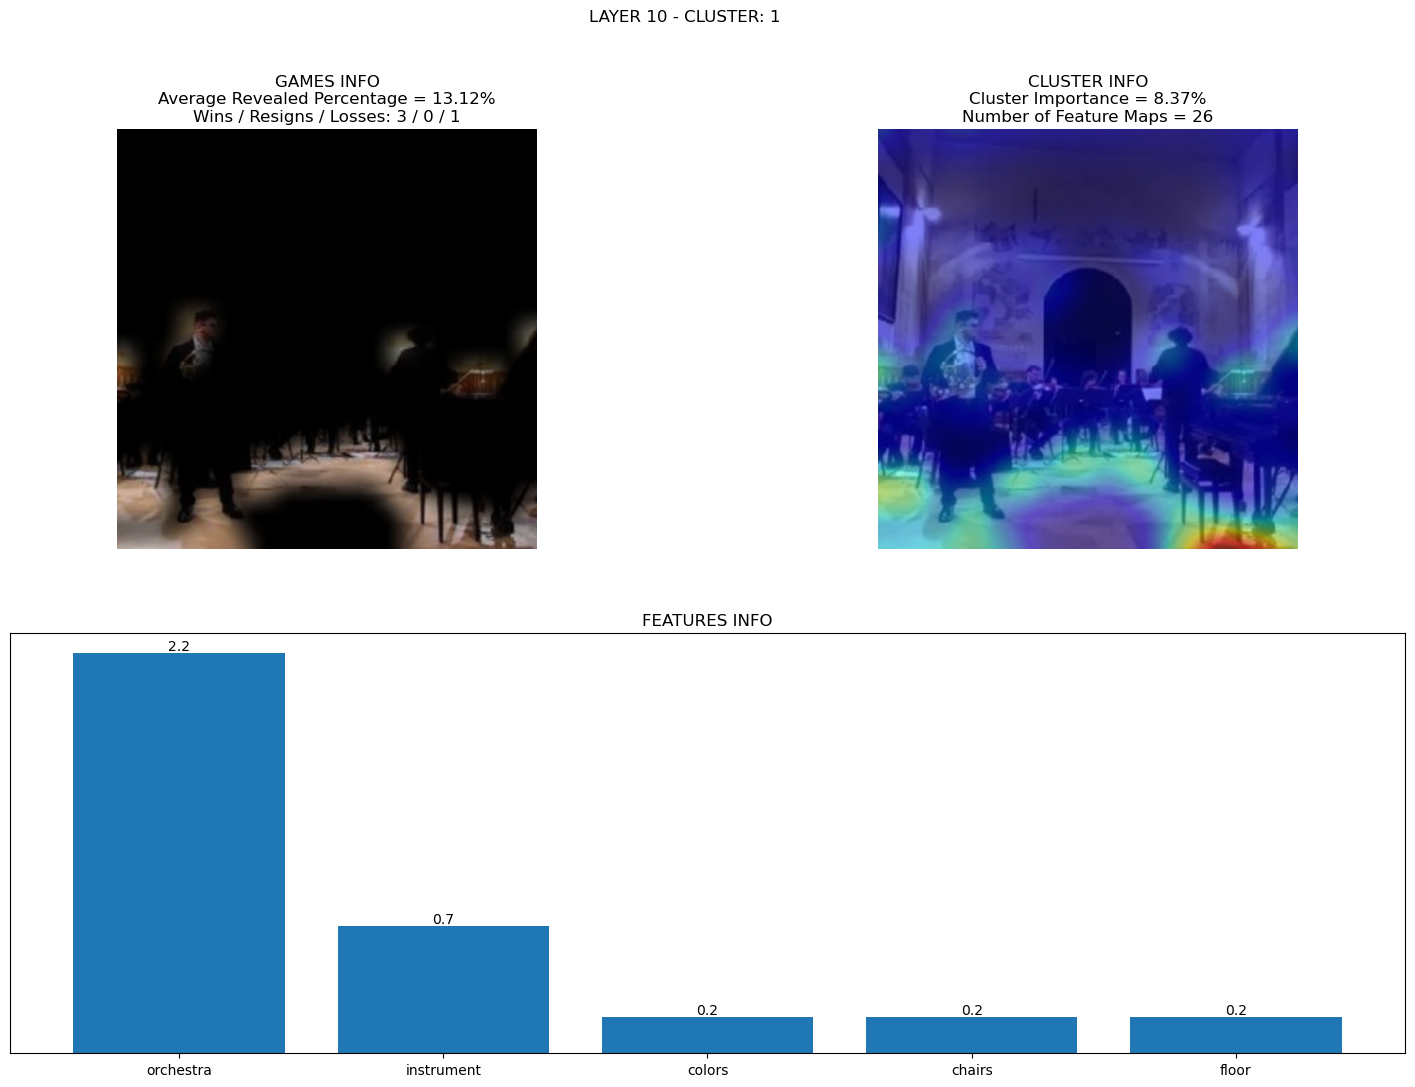 LAYER 10 - CLUSTER: 1
GAMES INFO
Average Revealed Percentage = 13.12%
Wins / Resigns / Losses: 3 / 0 / 1
CLUSTER INFO
Cluster Importance = 8.37%
Number of Feature Maps = 26
FEATURES INFO
2.2
0.7
0.2
0.2
0.2
orchestra
instrument
colors
chairs
floor